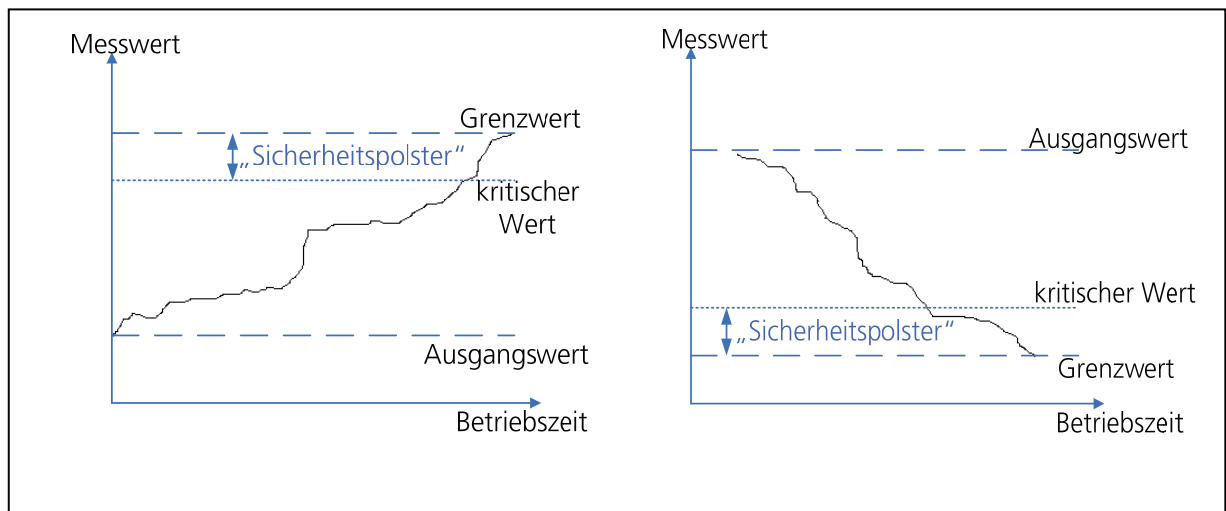 Messwert
Grenzwert
„Sicherheitspolster“
kritischer
Wert
Ausgangswert
Betriebszeit
Messwert
Ausgangswert
kritischer Wert
„Sicherheitspolster“
Grenzwert
Betriebszeit